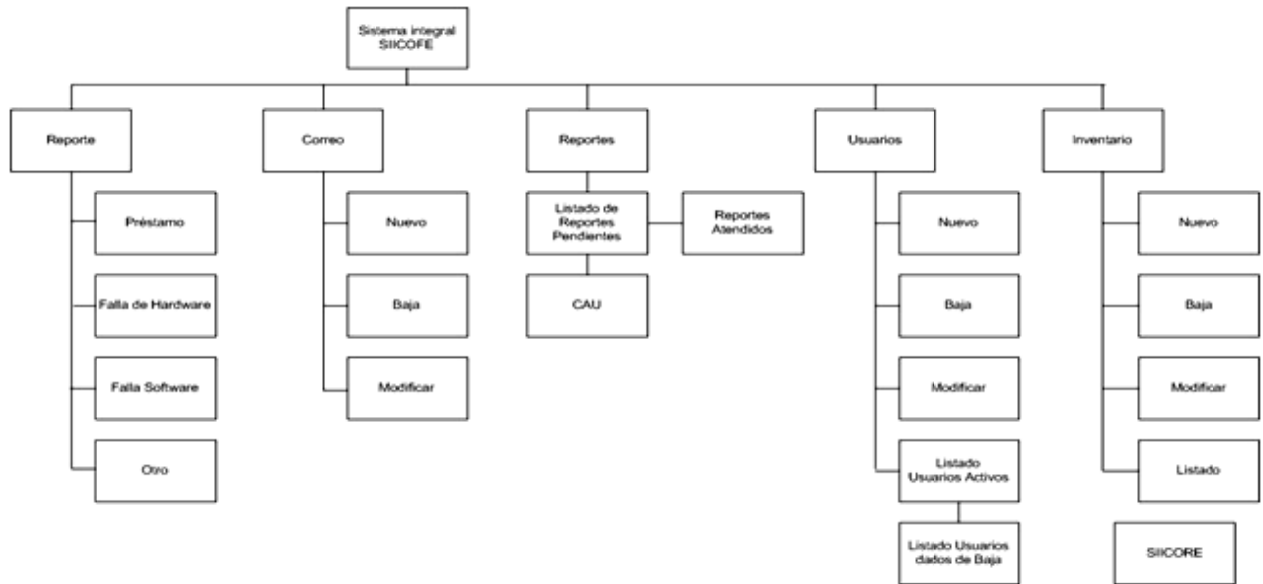 Sistema integral
SIICOFE
Reporte
Correo
Reportes
Usuarios
Inventario
Préstamo
Nuevo
Listado de
Reportes
Pendientes
Reportes
Atendidos
Nuevo
Nuevo
Falla de Hardware
Baja
CAU
Baja
Baja
Falla Software
Modificar
Modificar
Modificar
Otro
Listado
Usuarios Activos
Listado
Listado Usuarios
dados de Baja
SIICORE